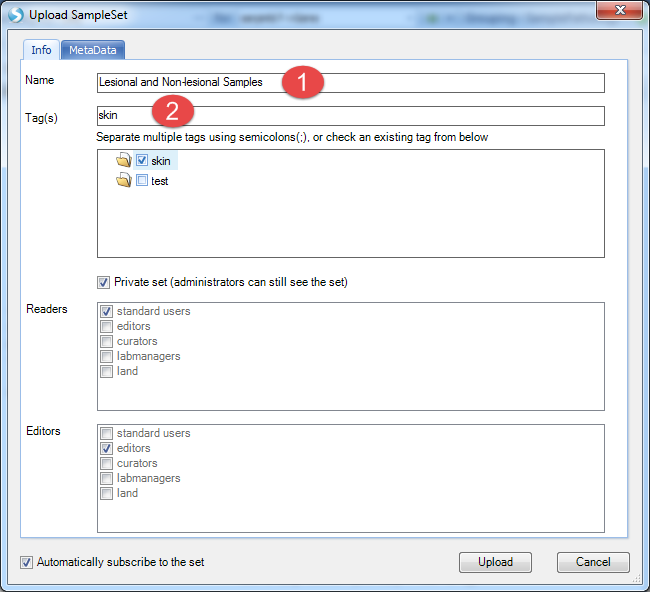 Upload SampleSet
Info MetaData
Name
Lesional and Non-lesional Samples
1
Tag(s)
skin
2
Separate multiple tags using semicolons(;), or check an existing tag from below
skin
test
Private set (administrators can still see the set)
Readers
standard users
editors
curators
labmanagers
land
Editors
standard users
editors
curators
labmanagers
land
Automatically subscribe to the set
Upload
Cancel